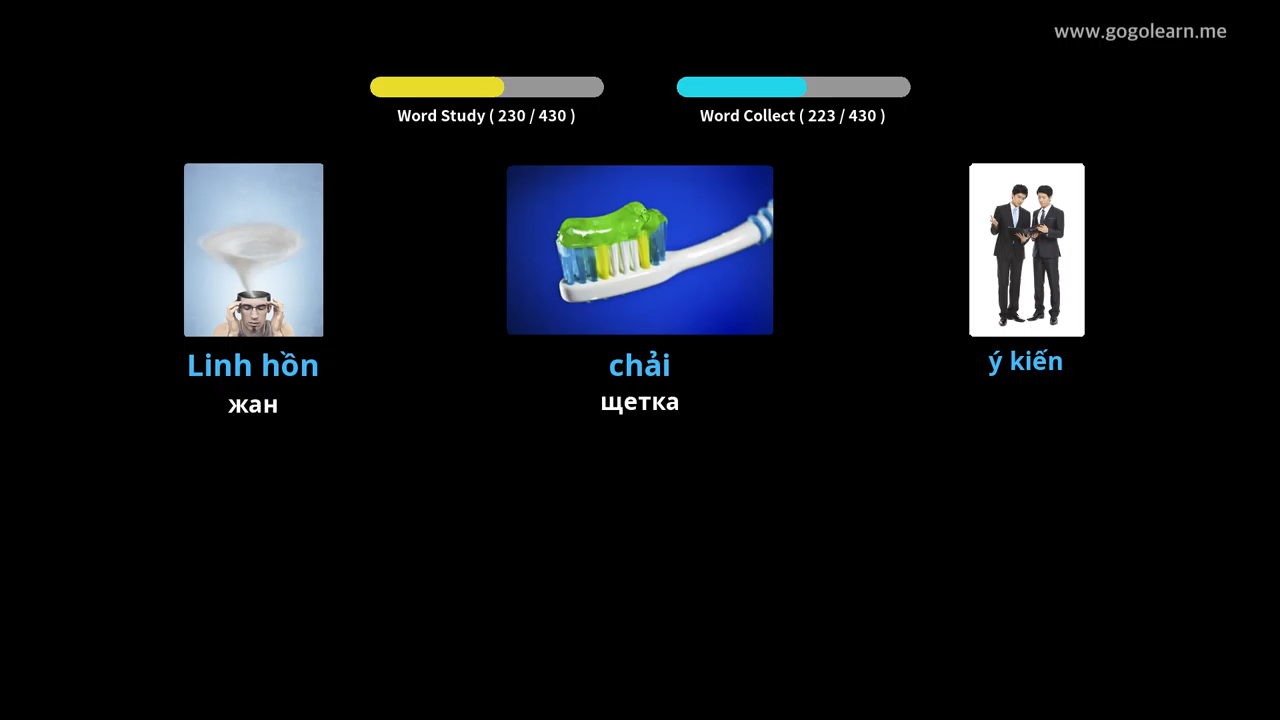 www.gogolearn.me
Word Study ( 230 / 430 )
Word Collect ( 223 / 430 )
Linh hồn
жан
chải
щетка
ý kiến